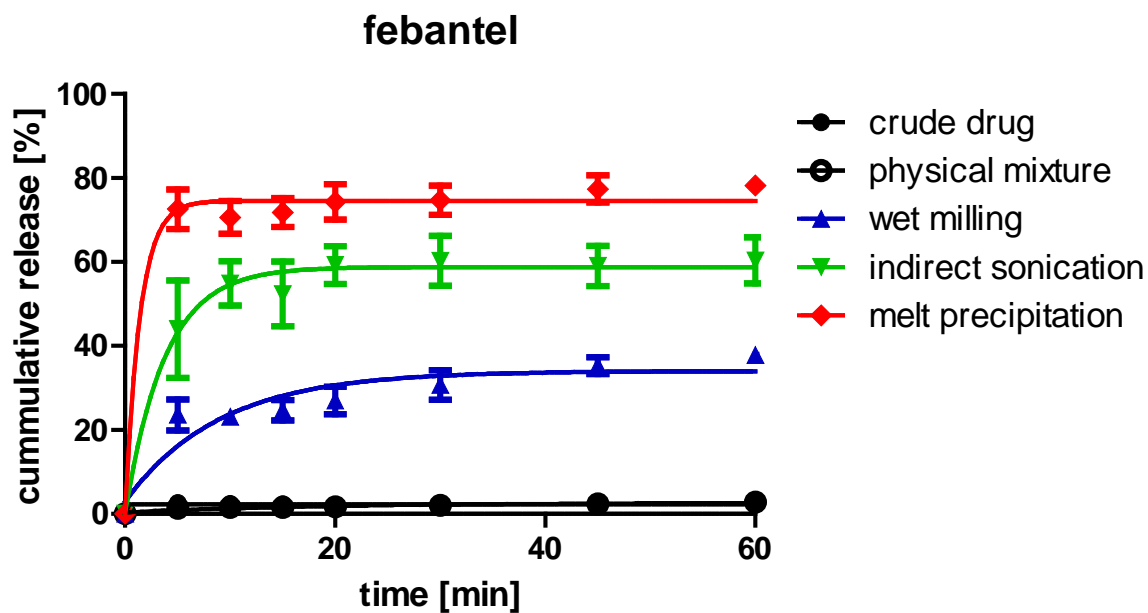 febantel
cummulative release [%]
100
80
60
40
20
0
0
20
40
60
time [min]
crude drug
physical mixture
wet milling
indirect sonication
melt precipitation